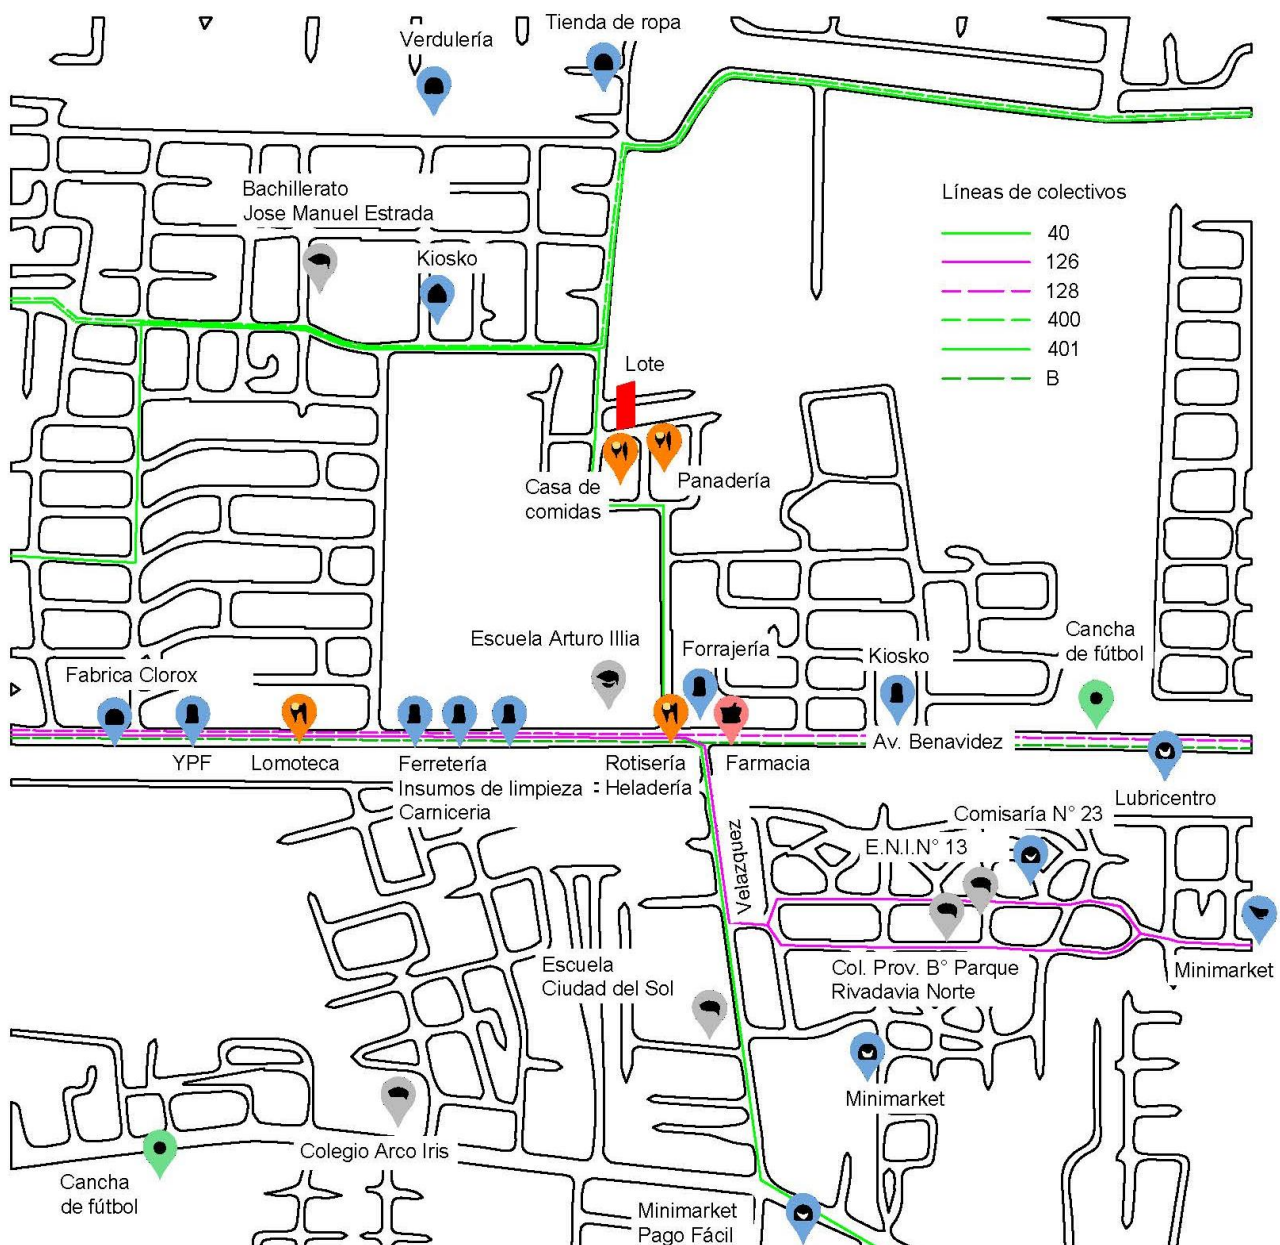 Tienda de ropa
Verdulería
Bachillerato
Jose Manuel Estrada
Kiosko
Líneas de colectivos
40
126
128
400
401
B
Lote
Casa de
comidas
Panadería
Escuela Arturo Illia
Forrajería
Kiosko
Cancha
de fútbol
Fabrica Clorox
Av. Benavidez
YPF
Lomoteca
Ferretería
Insumos de limpieza
Carniceria
Rotisería
Heladería
Farmacia
Lubricentro
Velazquez
Comisaría N° 23
E.N.I.N° 13
Escuela
Ciudad del Sol
Col. Prov. B° Parque
Rivadavia Norte
Minimarket
Minimarket
Colegio Arco Iris
Cancha
de fútbol
Minimarket
Pago Fácil